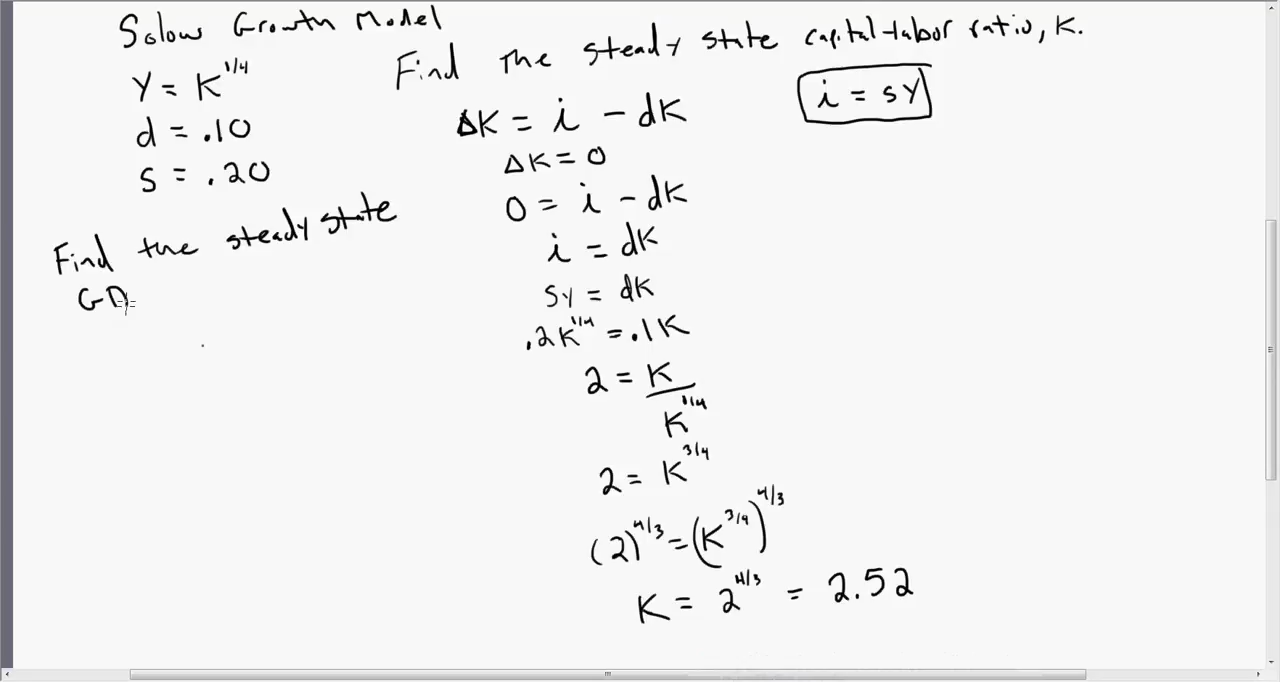 Solow Growth Model
Y = K^1/4
d = .10
s = .20
Find the steady state
GD
Find the steady state capital-labor ratio, K.
ΔK = i - dK
i = sY
ΔK = 0
0 = i - dK
i = dK
sY = dK
.2K^1/4 = .1K
2 = K / K^1/4
2 = K^3/4
(2)^4/3 = (K^3/4)^4/3
K = 2^4/3 = 2.52